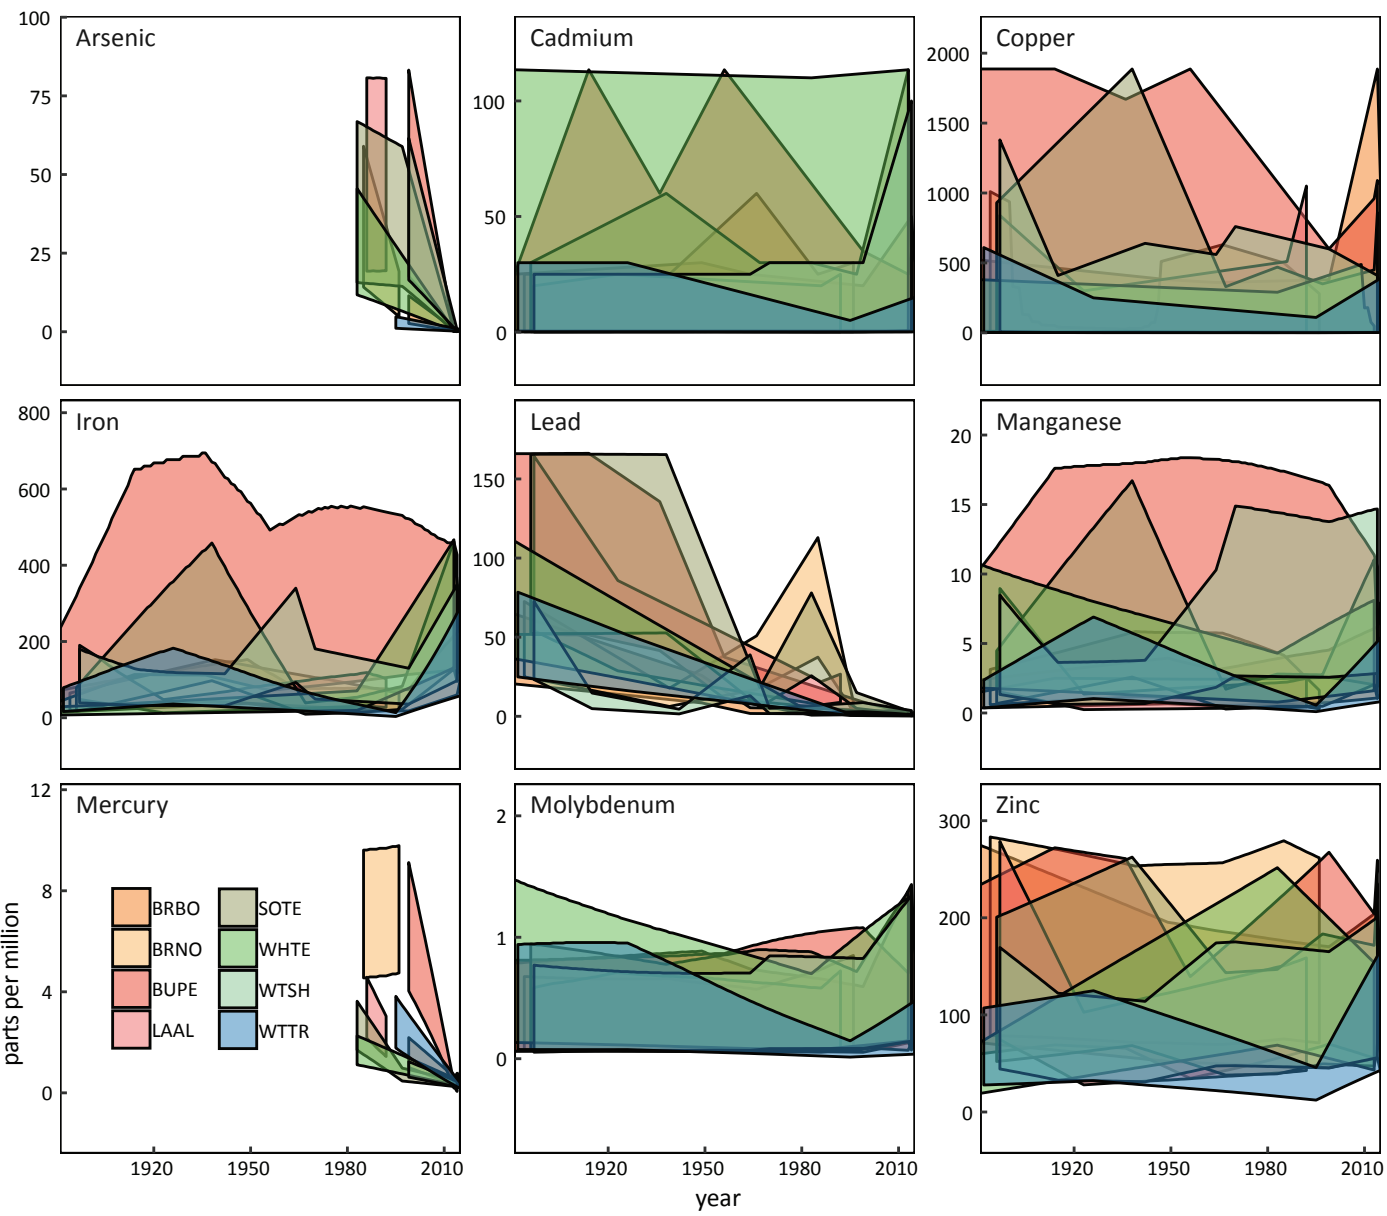 Arsenic
100
75
50
25
0
Cadmium
100
50
0
Copper
2000
1500
1000
500
0
Iron
800
600
400
200
0
Lead
150
100
50
0
Manganese
20
15
10
5
0
Mercury
12
8
4
0
BRBO SOTE
BRNO WHTE
BUPE WTSH
LAAL WTTR
1920 1950 1980 2010
Molybdenum
2
1
0
1920 1950 1980 2010
Zinc
300
200
100
0
1920 1950 1980 2010
parts per million
year